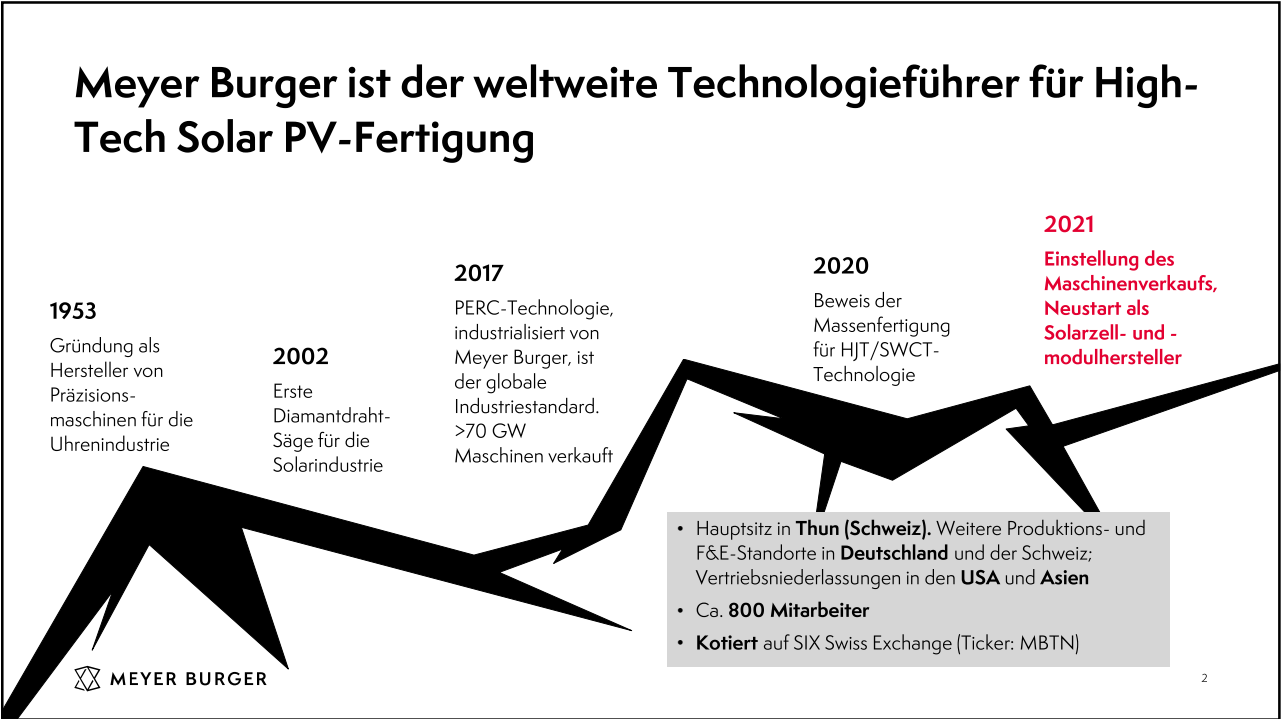 Meyer Burger ist der weltweite Technologieführer für High-
Tech Solar PV-Fertigung
1953
Gründung als
Hersteller von
Präzisions-
maschinen für die
Uhrenindustrie
2002
Erste
Diamantdraht-
Säge für die
Solarindustrie
2017
PERC-Technologie,
industrialisiert von
Meyer Burger, ist
der globale
Industriestandard.
>70 GW
Maschinen verkauft
2020
Beweis der
Massenfertigung
für HJT/SWCT-
Technologie
2021
Einstellung des
Maschinenverkaufs,
Neustart als
Solarzell- und -
modulhersteller
• Hauptsitz in Thun (Schweiz). Weitere Produktions- und
F&E-Standorte in Deutschland und der Schweiz;
Vertriebsniederlassungen in den USA und Asien
• Ca. 800 Mitarbeiter
• Kotiert auf SIX Swiss Exchange (Ticker: MBTN)
MEYER BURGER
2